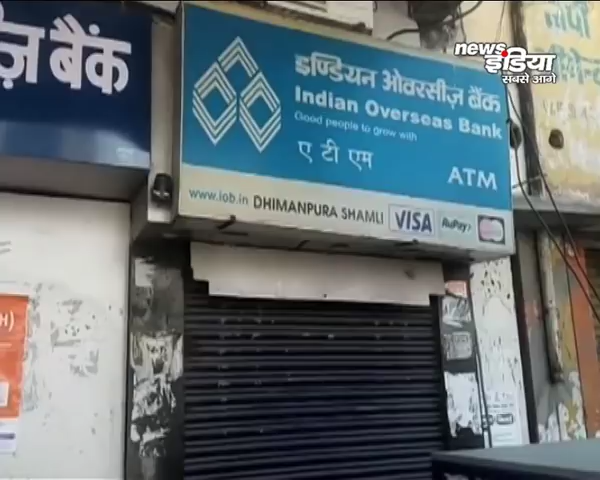 ज़ बैंक
news
इंडिया
सबसे आगे
इण्डियन ओवरसीज़ बैंक
Indian Overseas Bank
Good people to grow with
ए टी एम
ATM
www.iob.in DHIMANPURA SHAMLI
VISA RuPay
H)